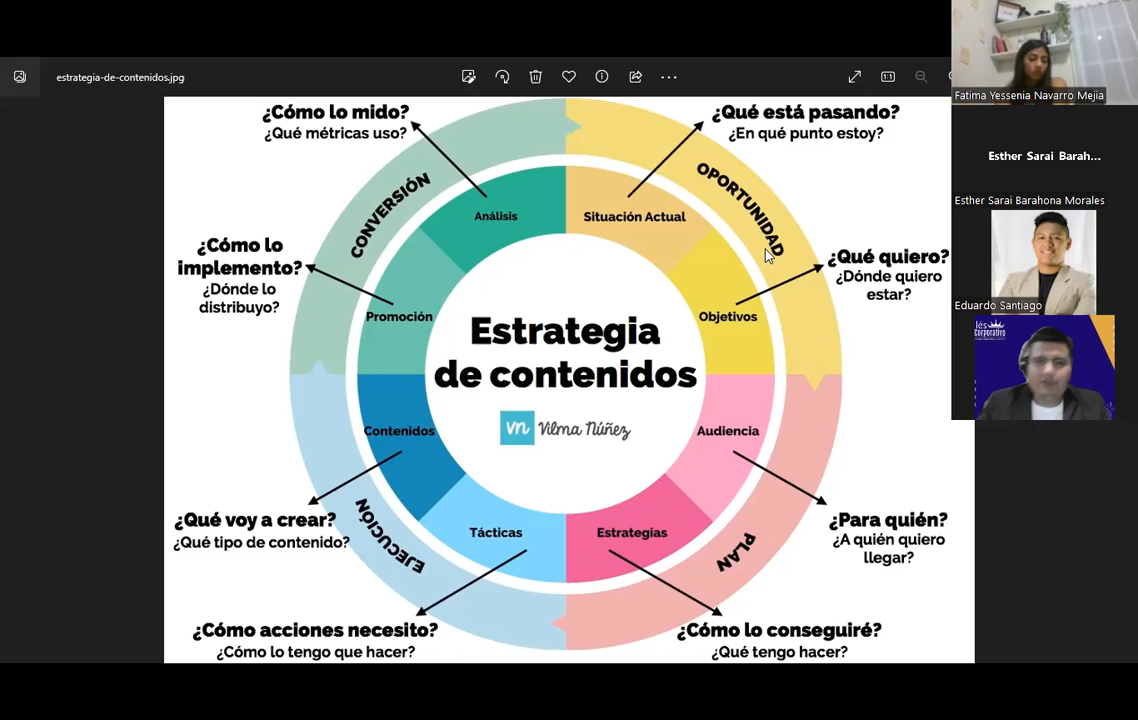 estrategia-de-contenidos.jpg
Fatima Yessenia Navarro Mejia
Esther Sarai Barah...
Esther Sarai Barahona Morales
Eduardo Santiago
Corporativo
¿Cómo lo mido?
¿Qué métricas uso?
¿Qué está pasando?
¿En qué punto estoy?
CONVERSIÓN
OPORTUNIDAD
Análisis
Situación Actual
¿Cómo lo
implemento?
¿Dónde lo
distribuyo?
¿Qué quiero?
¿Dónde quiero
estar?
Promoción
Objetivos
Estrategia
de contenidos
vn Vilma Núñez
Contenidos
Audiencia
¿Qué voy a crear?
¿Qué tipo de contenido?
¿Para quién?
¿A quién quiero
llegar?
EJECUCIÓN
PLAN
Tácticas
Estrategias
¿Cómo acciones necesito?
¿Cómo lo tengo que hacer?
¿Cómo lo conseguiré?
¿Qué tengo hacer?